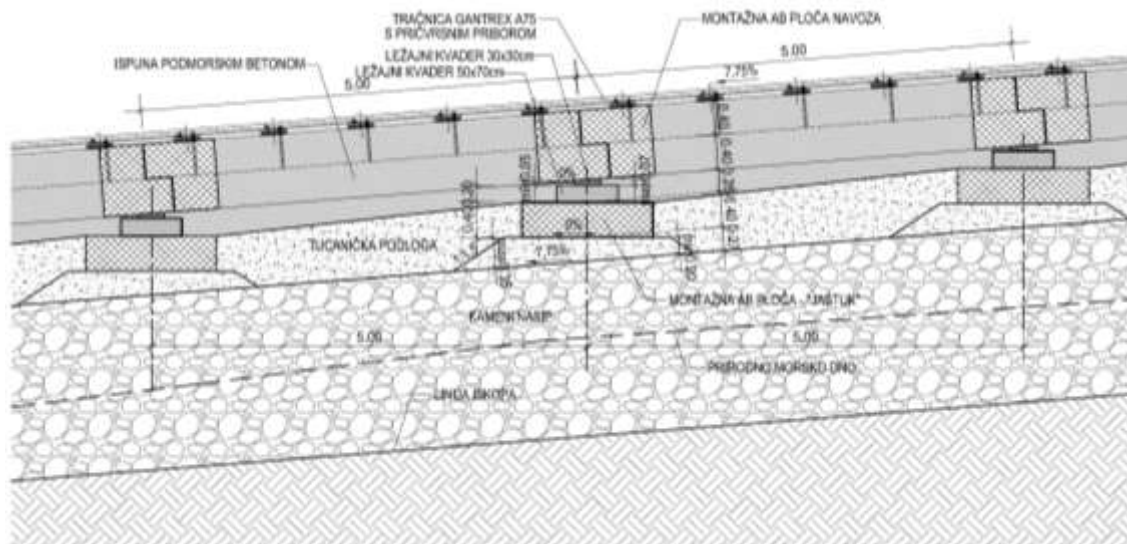 TRAČNICA GANTREX A75
S PRIČVRSNIM PRIBOROM
MONTAŽNA AB PLOČA NAVOZA
LEŽAJNI KVADER 30x30cm
LEŽAJNI KVADER 50x70cm
ISPUNA PODMORSKIM BETONOM
5.00
5.00
7,75%
TUCANIČKA PODLOGA
0%
7,75%
MONTAŽNA AB PLOČA - "JASTUK"
KAMENI NASIP
5.00
5.00
PRIRODNO MORSKO DNO
LINIJA ISKOPA